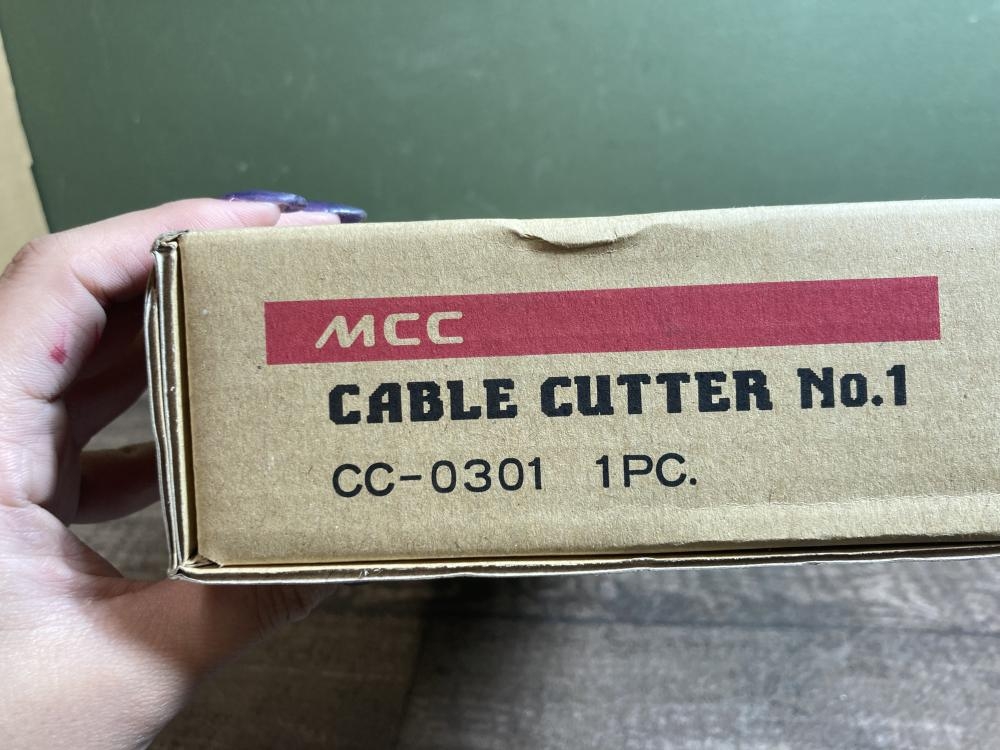 MCC
CABLE CUTTER No.1
CC-0301 1PC.